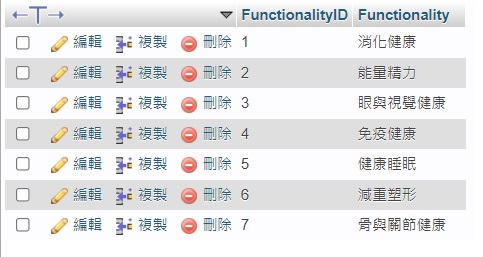 FunctionalityID Functionality
編輯 複製 刪除 1 消化健康
編輯 複製 刪除 2 能量精力
編輯 複製 刪除 3 眼與視覺健康
編輯 複製 刪除 4 免疫健康
編輯 複製 刪除 5 健康睡眠
編輯 複製 刪除 6 減重塑形
編輯 複製 刪除 7 骨與關節健康